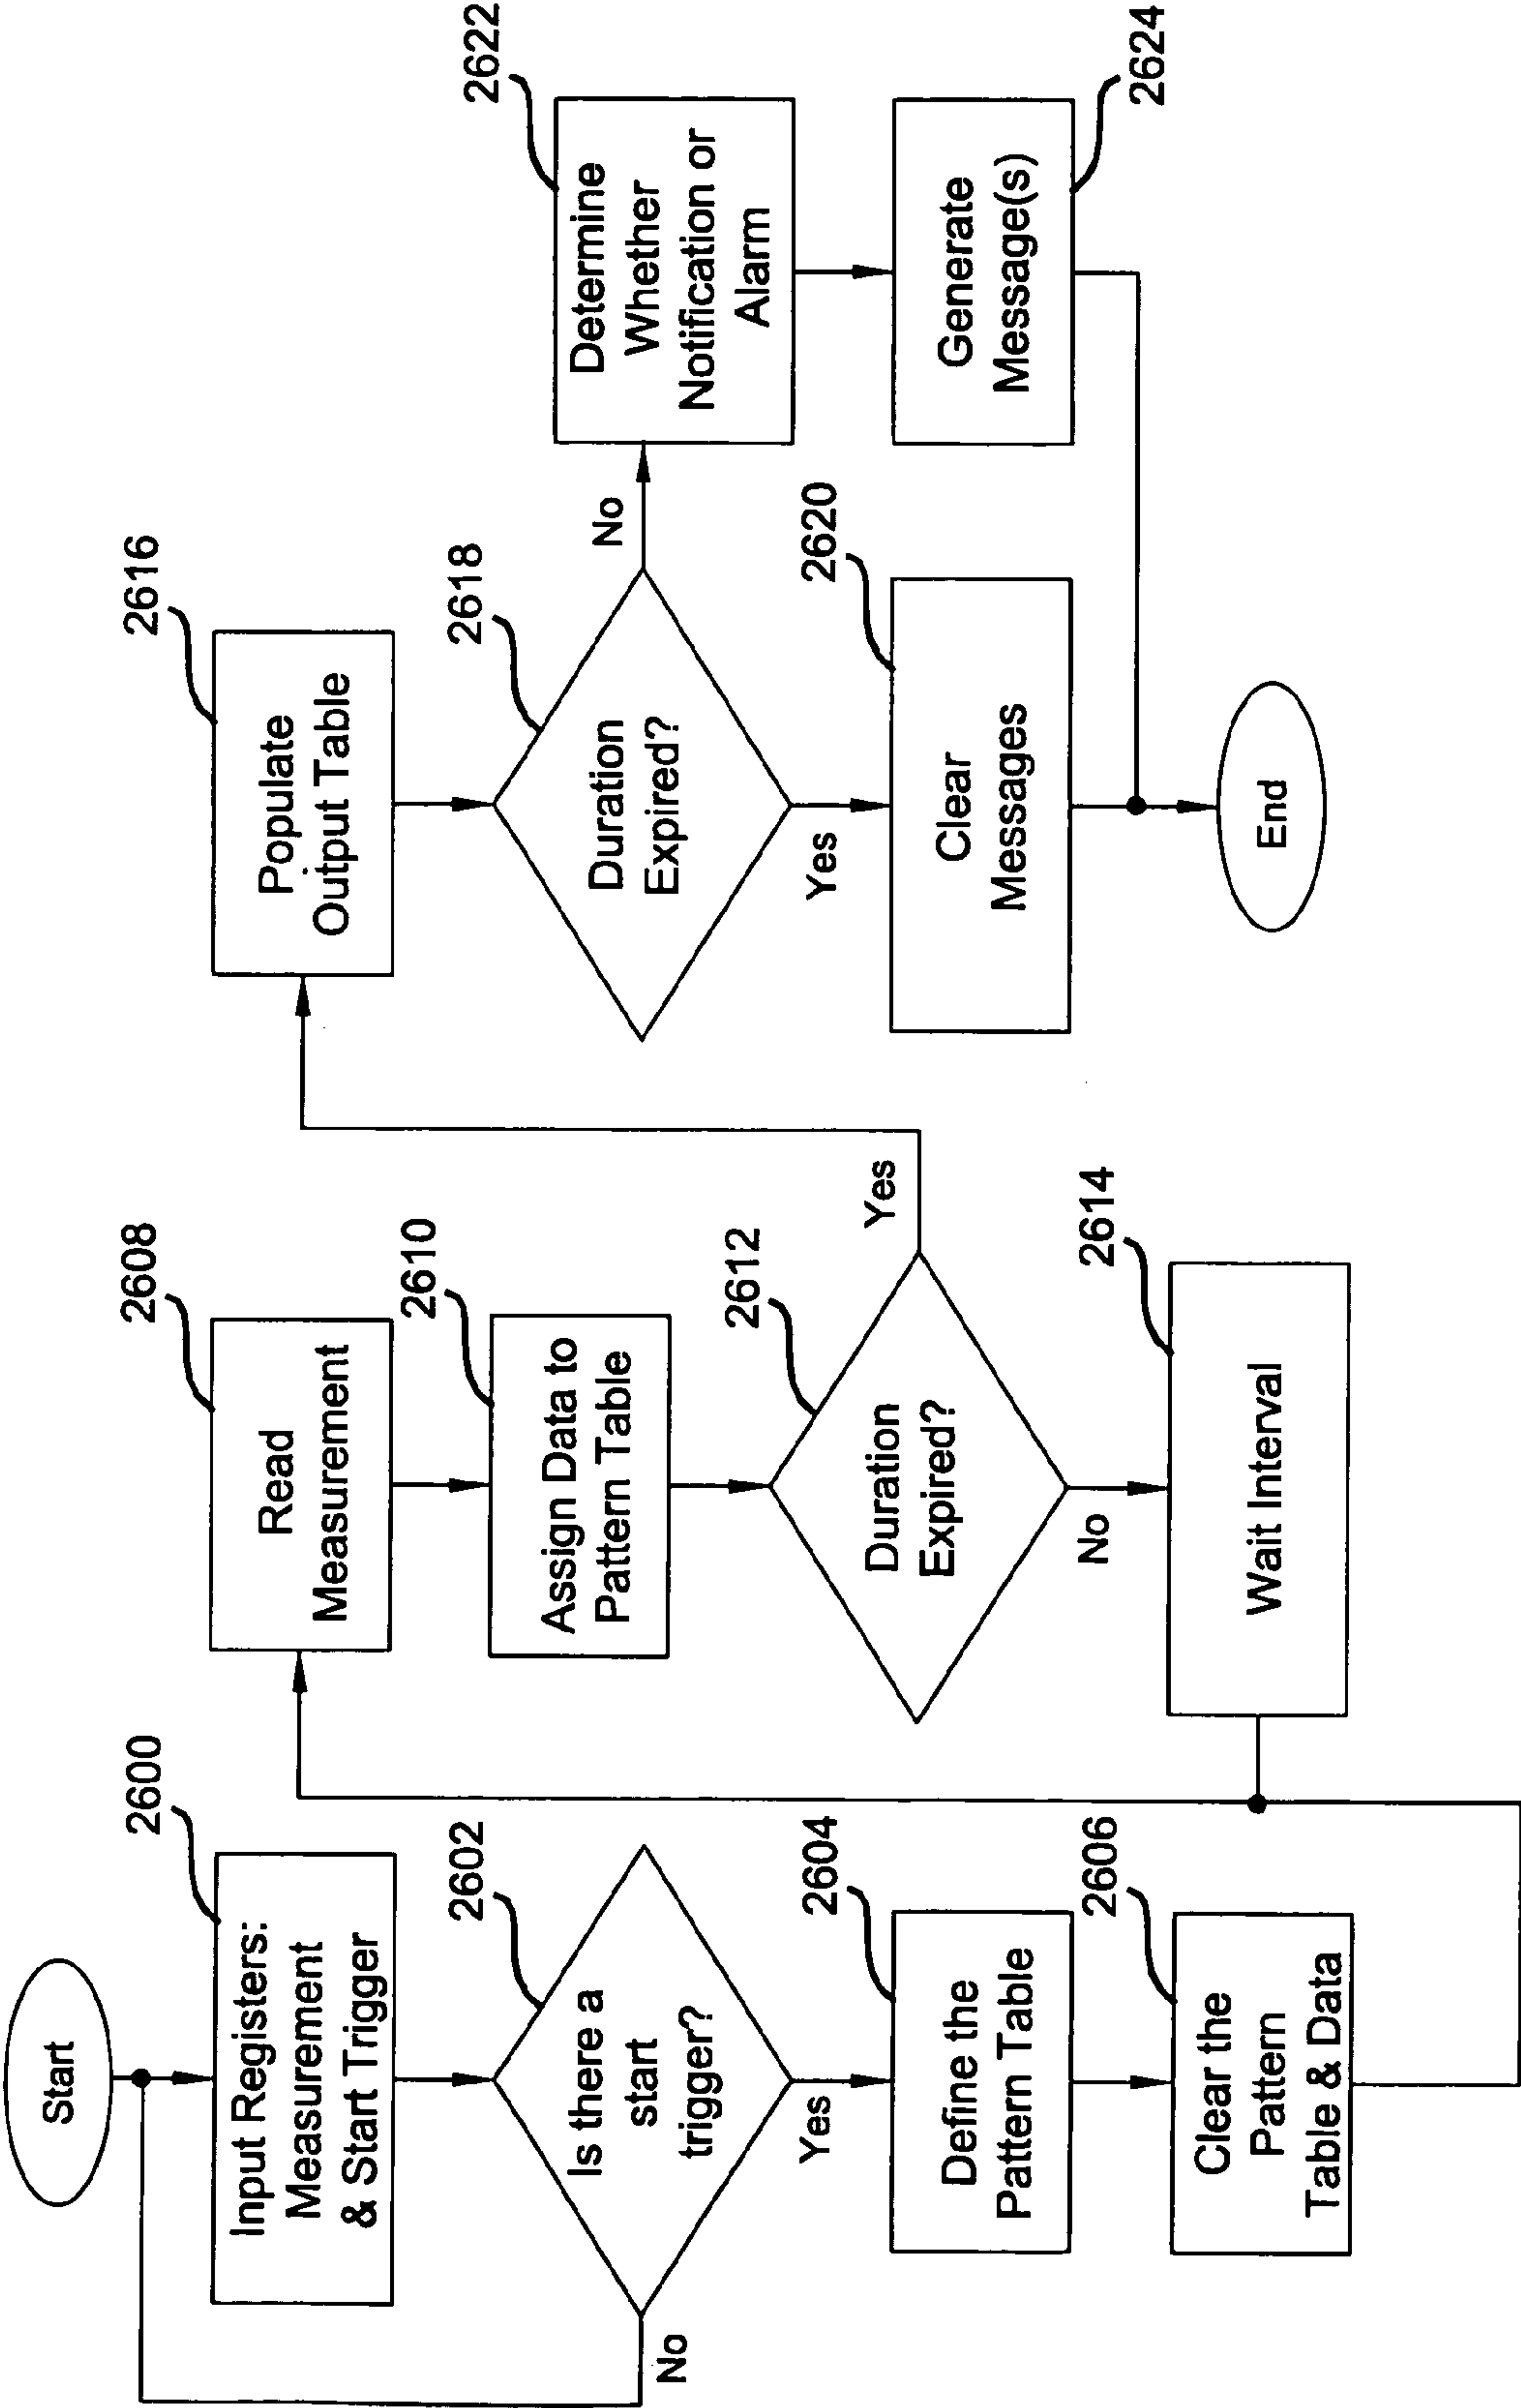 Start
2600
Input Registers:
Measurement
& Start Trigger
2602
Is there a
start
trigger?
No
Yes
2604
Define the
Pattern Table
2606
Clear the
Pattern
Table & Data
2608
Read
Measurement
2610
Assign Data to
Pattern Table
2612
Duration
Expired?
Yes
No
2614
Wait Interval
2616
Populate
Output Table
2618
Duration
Expired?
No
Yes
2620
Clear
Messages
End
2622
Determine
Whether
Notification or
Alarm
Generate
Message(s)
2624